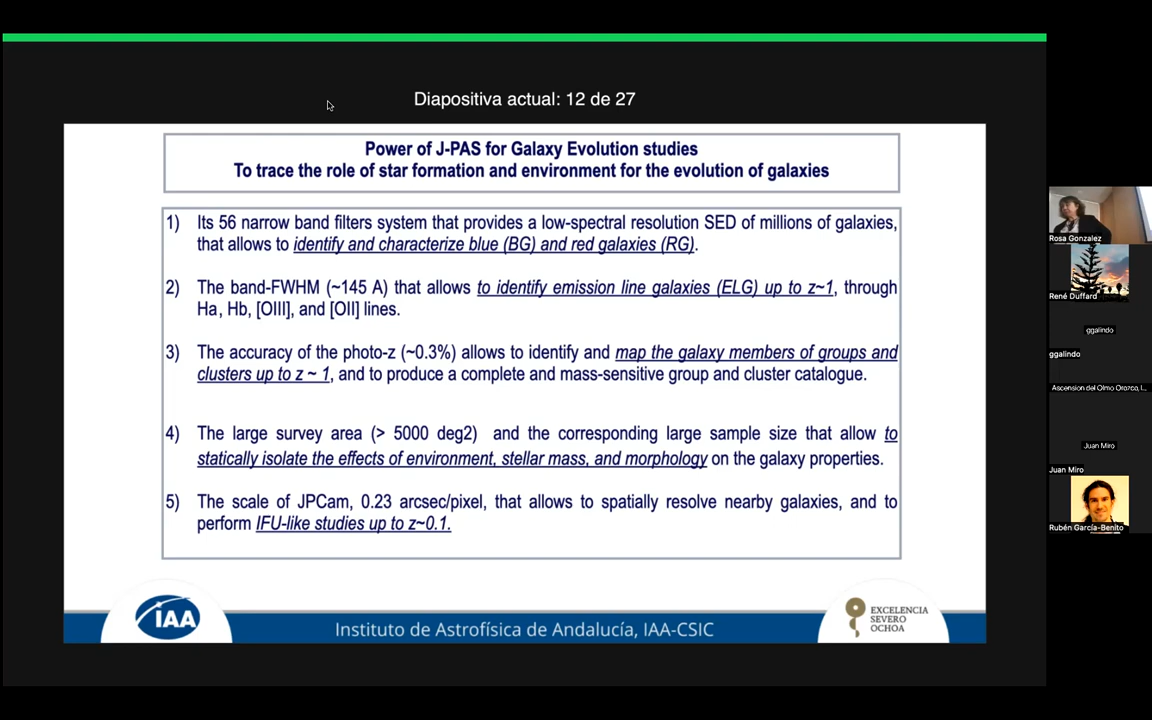 Diapositiva actual: 12 de 27
Power of J-PAS for Galaxy Evolution studies
To trace the role of star formation and environment for the evolution of galaxies
1) Its 56 narrow band filters system that provides a low-spectral resolution SED of millions of galaxies,
that allows to identify and characterize blue (BG) and red galaxies (RG).
2) The band-FWHM (~145 A) that allows to identify emission line galaxies (ELG) up to z~1, through
Ha, Hb, [OIII], and [OII] lines.
3) The accuracy of the photo-z (~0.3%) allows to identify and map the galaxy members of groups and
clusters up to z ~ 1, and to produce a complete and mass-sensitive group and cluster catalogue.
4) The large survey area (> 5000 deg2) and the corresponding large sample size that allow to
statically isolate the effects of environment, stellar mass, and morphology on the galaxy properties.
5) The scale of JPCam, 0.23 arcsec/pixel, that allows to spatially resolve nearby galaxies, and to
perform IFU-like studies up to z~0.1.
IAA
Instituto de Astrofísica de Andalucía, IAA-CSIC
EXCELENCIA
SEVERO
OCHOA
Rosa Gonzalez
René Duffard
ggalindo
ggalindo
Ascension del Olmo Orozco, I...
Juan Miro
Juan Miro
Rubén García-Benito